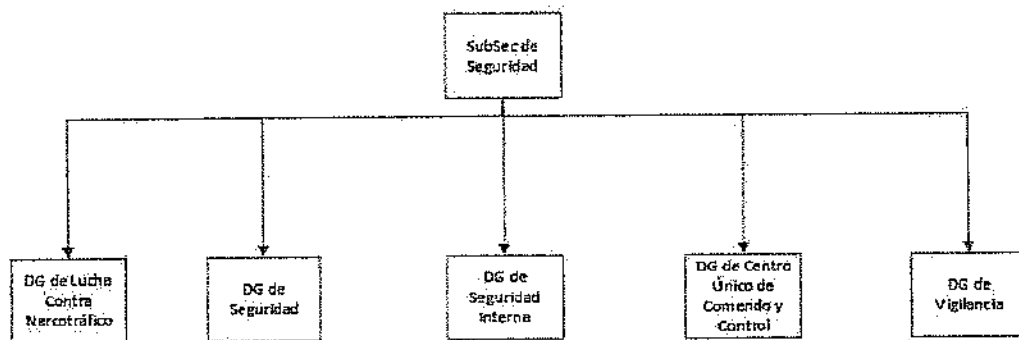 SubSec de
Seguridad
DG de Lucha
Contra
Narcotráfico
DG de
Seguridad
DG de
Seguridad
Interna
DG de Centro
Único de
Comando y
Control
DG de
Vigilancia